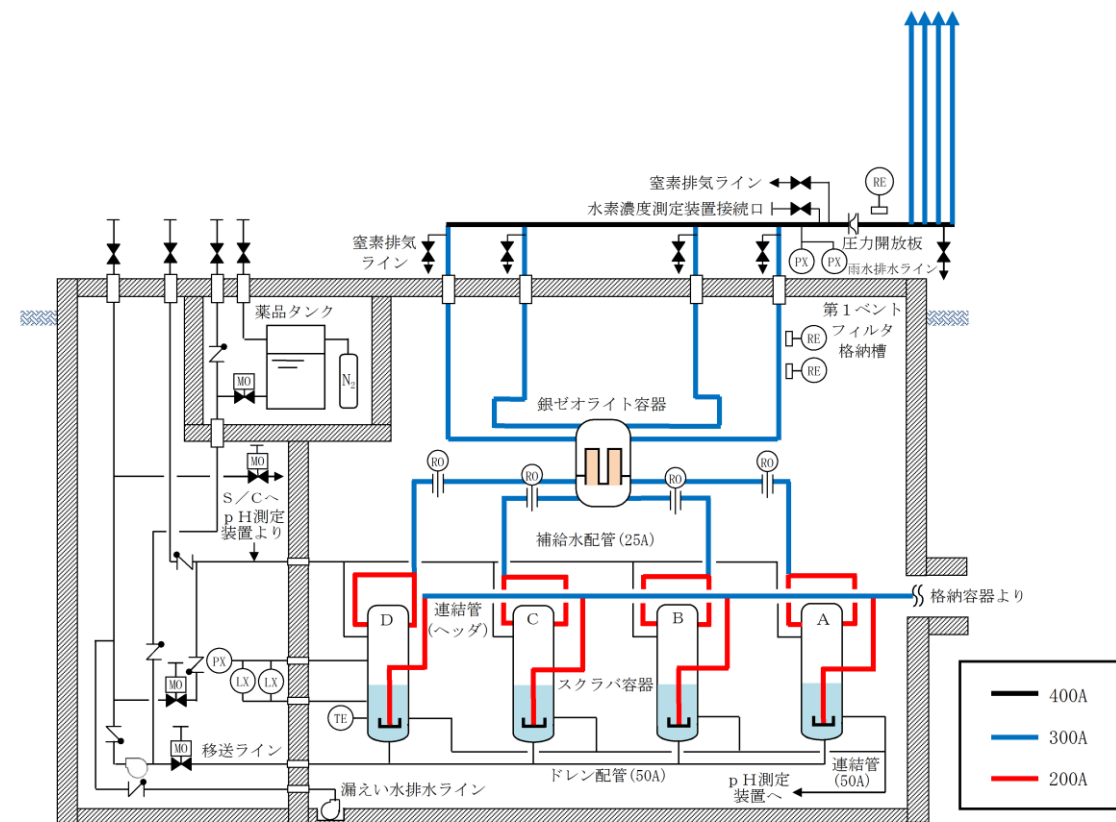 窒素排気ライン
RE
水素濃度測定装置接続口
窒素排気
ライン
圧力開放板
PX
PX
雨水排水ライン
薬品タンク
第１ベント
フィルタ
格納槽
RE
RE
MO
N2
銀ゼオライト容器
MO
RO
RO
RO
RO
S／Cへ
ｐH測定
装置より
補給水配管(25A)
連結管
(ヘッダ)
格納容器より
D
C
B
A
PX
LX
LX
MO
スクラバ容器
TE
MO
移送ライン
ドレン配管(50A)
連結管
(50A)
ｐH測定
装置へ
漏えい水排水ライン
400A
300A
200A